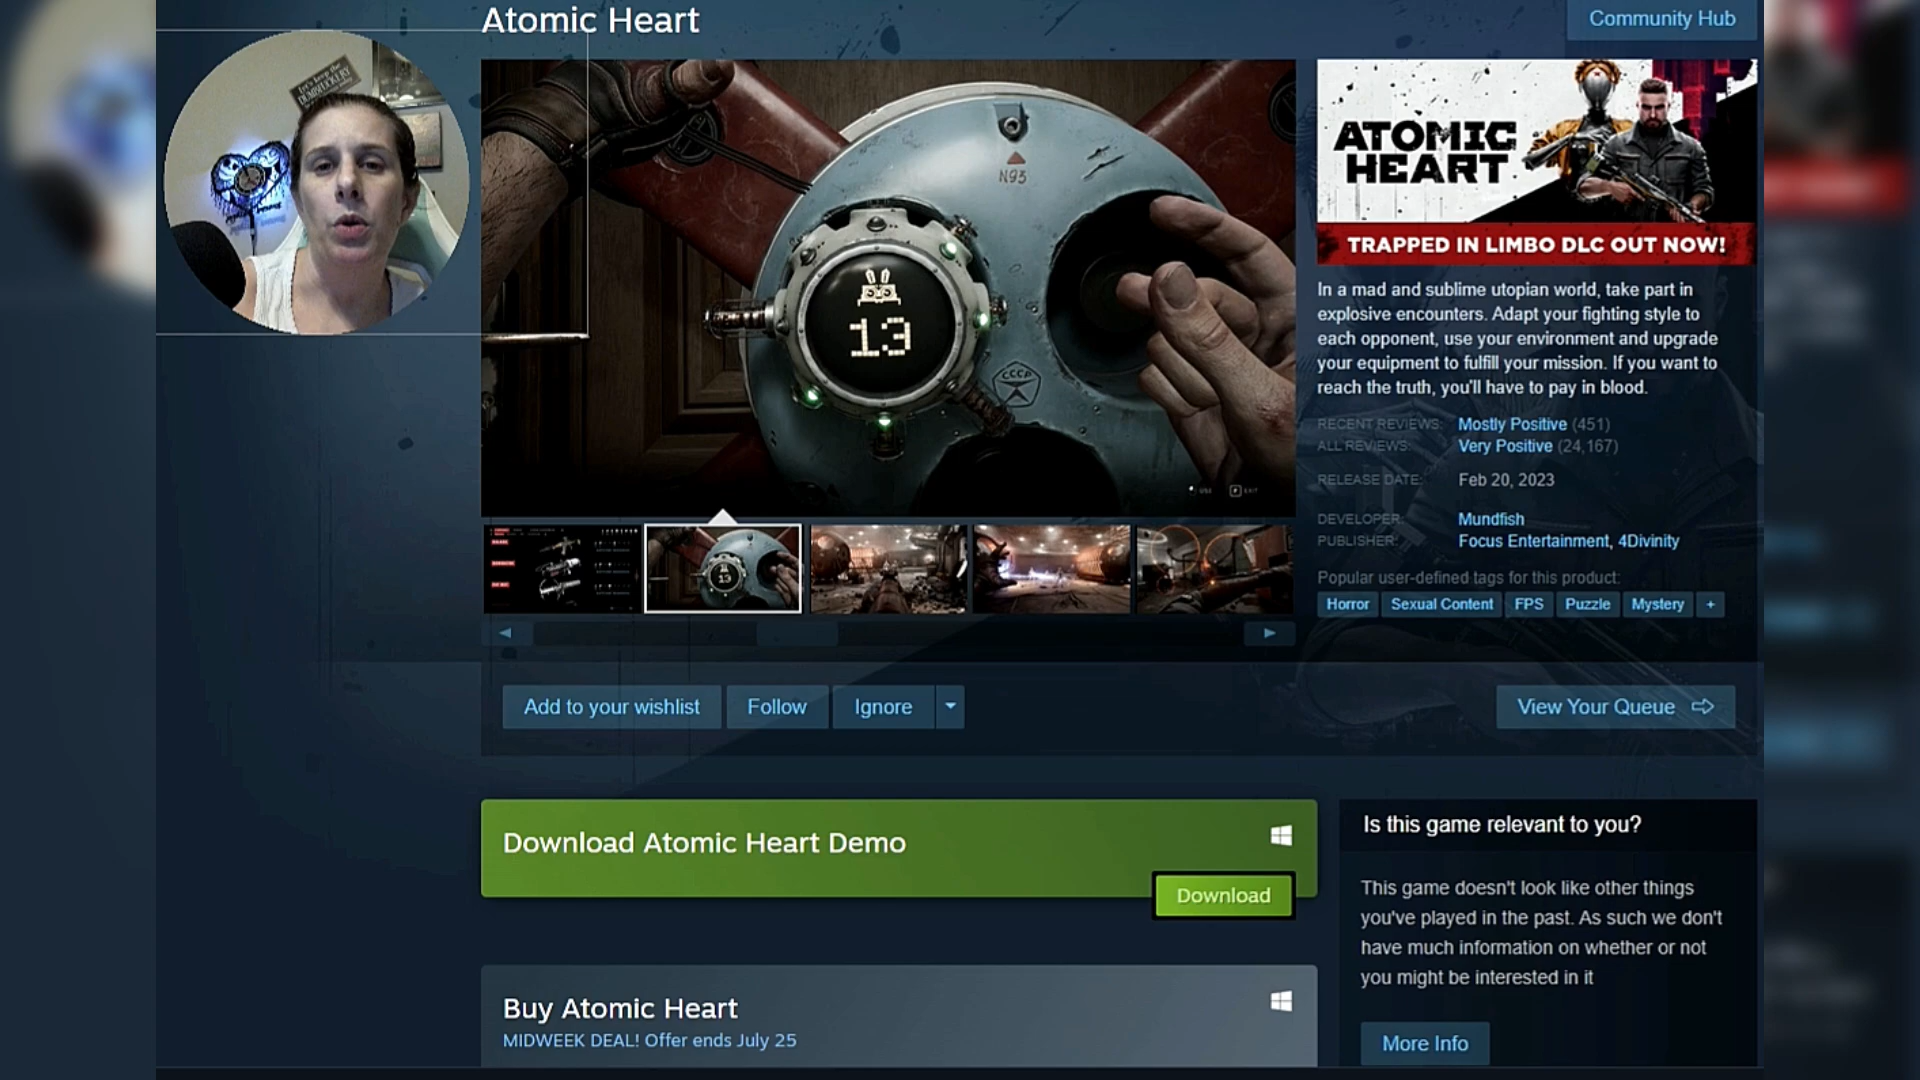 Atomic Heart
Community Hub
Let's keep the
DUMBFUCKERY
N93
13
СССР
ATOMIC
HEART
TRAPPED IN LIMBO DLC OUT NOW!
In a mad and sublime utopian world, take part in
explosive encounters. Adapt your fighting style to
each opponent, use your environment and upgrade
your equipment to fulfill your mission. If you want to
reach the truth, you'll have to pay in blood.
RECENT REVIEWS: Mostly Positive (451)
ALL REVIEWS: Very Positive (24,167)
RELEASE DATE: Feb 20, 2023
DEVELOPER: Mundfish
PUBLISHER: Focus Entertainment, 4Divinity
Popular user-defined tags for this product:
Horror Sexual Content FPS Puzzle Mystery +
Add to your wishlist Follow Ignore
View Your Queue
Download Atomic Heart Demo
Download
Is this game relevant to you?
This game doesn't look like other things
you've played in the past. As such we don't
have much information on whether or not
you might be interested in it
More Info
Buy Atomic Heart
MIDWEEK DEAL! Offer ends July 25